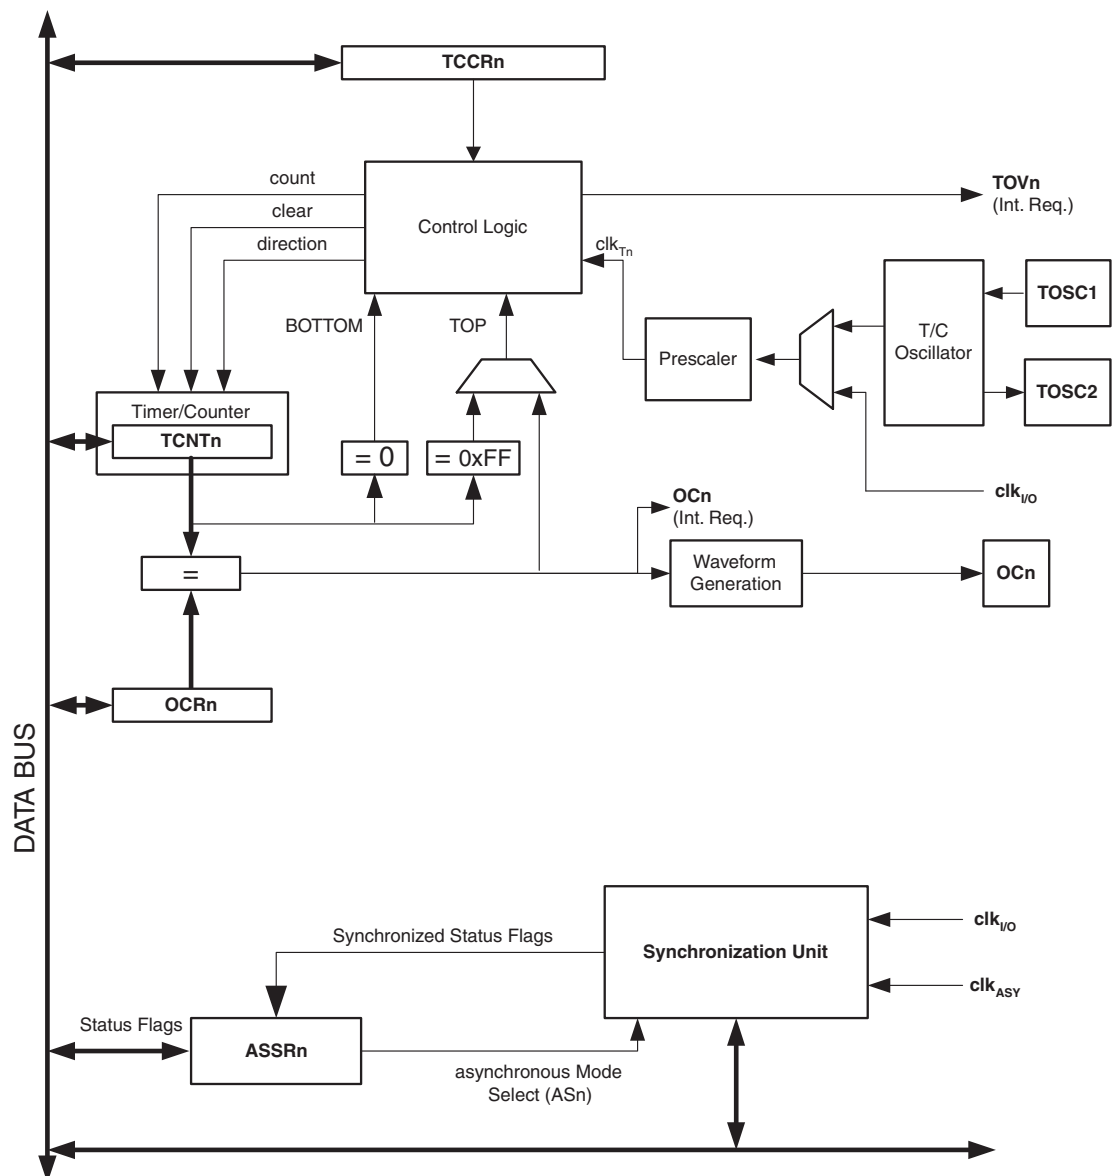 TCCRn
count
clear
direction
Control Logic
clkTn
TOVn
(Int. Req.)
BOTTOM
TOP
Prescaler
T/C
Oscillator
TOSC1
TOSC2
Timer/Counter
TCNTn
= 0
= 0xFF
clkI/O
OCn
(Int. Req.)
=
Waveform
Generation
OCn
OCRn
DATA BUS
Synchronized Status Flags
Synchronization Unit
clkI/O
clkASY
Status Flags
ASSRn
asynchronous Mode
Select (ASn)